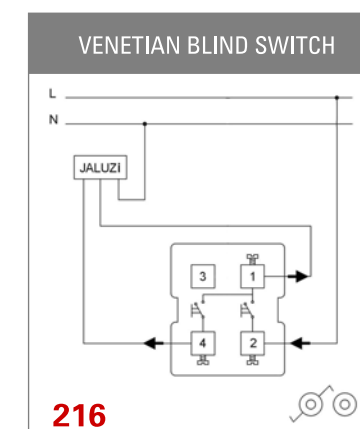 VENETIAN BLIND SWITCH
L
N
JALUZİ
3 1
4 2
216